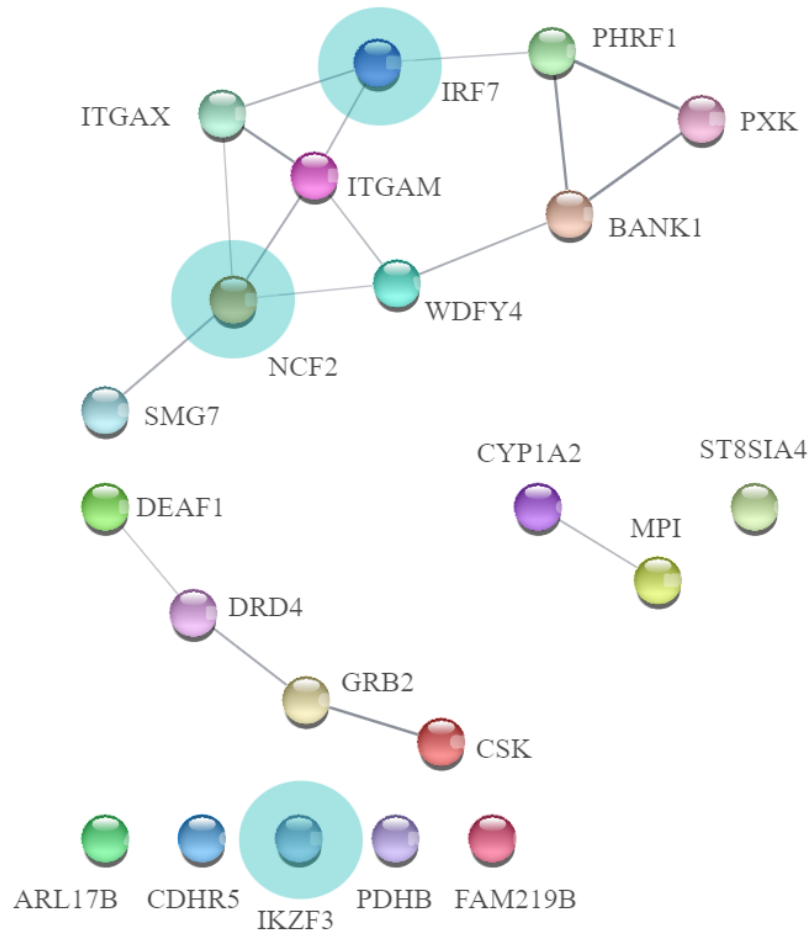 PHRF1
IRF7
ITGAX
PXK
ITGAM
BANK1
WDFY4
NCF2
SMG7
CYP1A2
ST8SIA4
DEAF1
MPI
DRD4
GRB2
CSK
ARL17B
CDHR5
IKZF3
PDHB
FAM219B